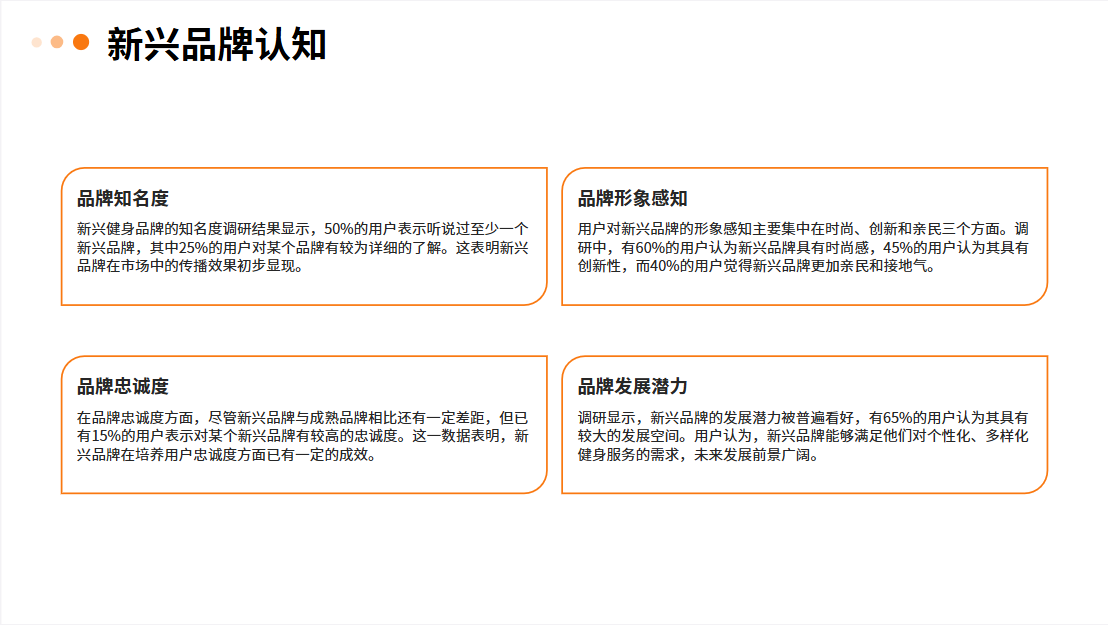 新兴品牌认知
品牌知名度
新兴健身品牌的知名度调研结果显示，50%的用户表示听说过至少一个
新兴品牌，其中25%的用户对某个品牌有较为详细的了解。这表明新兴
品牌在市场中的传播效果初步显现。
品牌形象感知
用户对新兴品牌的形象感知主要集中在时尚、创新和亲民三个方面。调
研中，有60%的用户认为新兴品牌具有时尚感，45%的用户认为其具有
创新性，而40%的用户觉得新兴品牌更加亲民和接地气。
品牌忠诚度
在品牌忠诚度方面，尽管新兴品牌与成熟品牌相比还有一定差距，但已
有15%的用户表示对某个新兴品牌有较高的忠诚度。这一数据表明，新
兴品牌在培养用户忠诚度方面已有一定的成效。
品牌发展潜力
调研显示，新兴品牌的发展潜力被普遍看好，有65%的用户认为其具有
较大的发展空间。用户认为，新兴品牌能够满足他们对个性化、多样化
健身服务的需求，未来发展前景广阔。